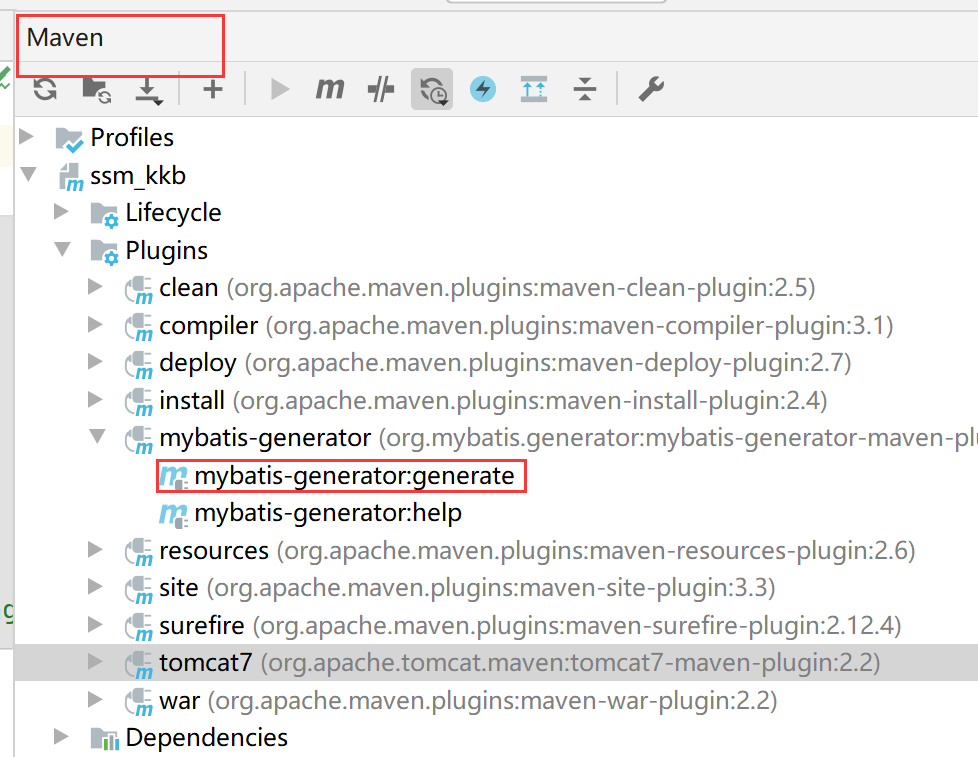 Maven
Profiles
ssm_kkb
Lifecycle
Plugins
clean (org.apache.maven.plugins:maven-clean-plugin:2.5)
compiler (org.apache.maven.plugins:maven-compiler-plugin:3.1)
deploy (org.apache.maven.plugins:maven-deploy-plugin:2.7)
install (org.apache.maven.plugins:maven-install-plugin:2.4)
mybatis-generator (org.mybatis.generator:mybatis-generator-maven-plu
mybatis-generator:generate
mybatis-generator:help
resources (org.apache.maven.plugins:maven-resources-plugin:2.6)
site (org.apache.maven.plugins:maven-site-plugin:3.3)
surefire (org.apache.maven.plugins:maven-surefire-plugin:2.12.4)
tomcat7 (org.apache.tomcat.maven:tomcat7-maven-plugin:2.2)
war (org.apache.maven.plugins:maven-war-plugin:2.2)
Dependencies